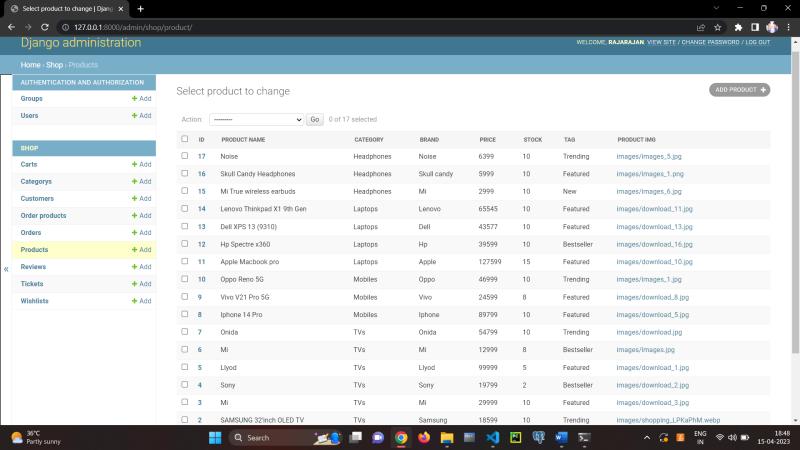 Select product to change | Djang
127.0.0.1:8000/admin/shop/product/
Django administration
WELCOME, RAJARAJAN. VIEW SITE / CHANGE PASSWORD / LOG OUT
Home › Shop › Products
AUTHENTICATION AND AUTHORIZATION
Groups + Add
Users + Add
SHOP
Carts + Add
Categorys + Add
Customers + Add
Order products + Add
Orders + Add
Products + Add
Reviews + Add
Tickets + Add
Wishlists + Add
«
Select product to change
ADD PRODUCT +
Action: --------- Go 0 of 17 selected
ID PRODUCT NAME CATEGORY BRAND PRICE STOCK TAG PRODUCT IMG
17 Noise Headphones Noise 6399 10 Trending images/images_5.jpg
16 Skull Candy Headphones Headphones Skull candy 5999 10 Featured images/images_1.png
15 Mi True wireless earbuds Headphones Mi 2999 10 New images/images_6.jpg
14 Lenovo Thinkpad X1 9th Gen Laptops Lenovo 65545 10 Featured images/download_11.jpg
13 Dell XPS 13 (9310) Laptops Dell 43577 10 Featured images/download_13.jpg
12 Hp Spectre x360 Laptops Hp 39599 10 Bestseller images/download_16.jpg
11 Apple Macbook pro Laptops Apple 127599 15 Featured images/download_10.jpg
10 Oppo Reno 5G Mobiles Oppo 46999 10 Trending images/images_1.jpg
9 Vivo V21 Pro 5G Mobiles Vivo 24599 8 Featured images/download_8.jpg
8 Iphone 14 Pro Mobiles Iphone 89799 10 Featured images/download_5.jpg
7 Onida TVs Onida 54799 10 Trending images/download.jpg
6 Mi TVs Mi 12999 8 Bestseller images/images.jpg
5 Llyod TVs Llyod 99999 5 Featured images/download_1.jpg
4 Sony TVs Sony 19799 2 Bestseller images/download_2.jpg
3 Mi TVs Mi 29999 10 Featured images/download_3.jpg
2 SAMSUNG 32'inch OLED TV TVs Samsung 18599 10 Trending images/shopping_LPKaPhM.webp
36°C
Partly sunny
Search
ENG
IN
18:48
15-04-2023